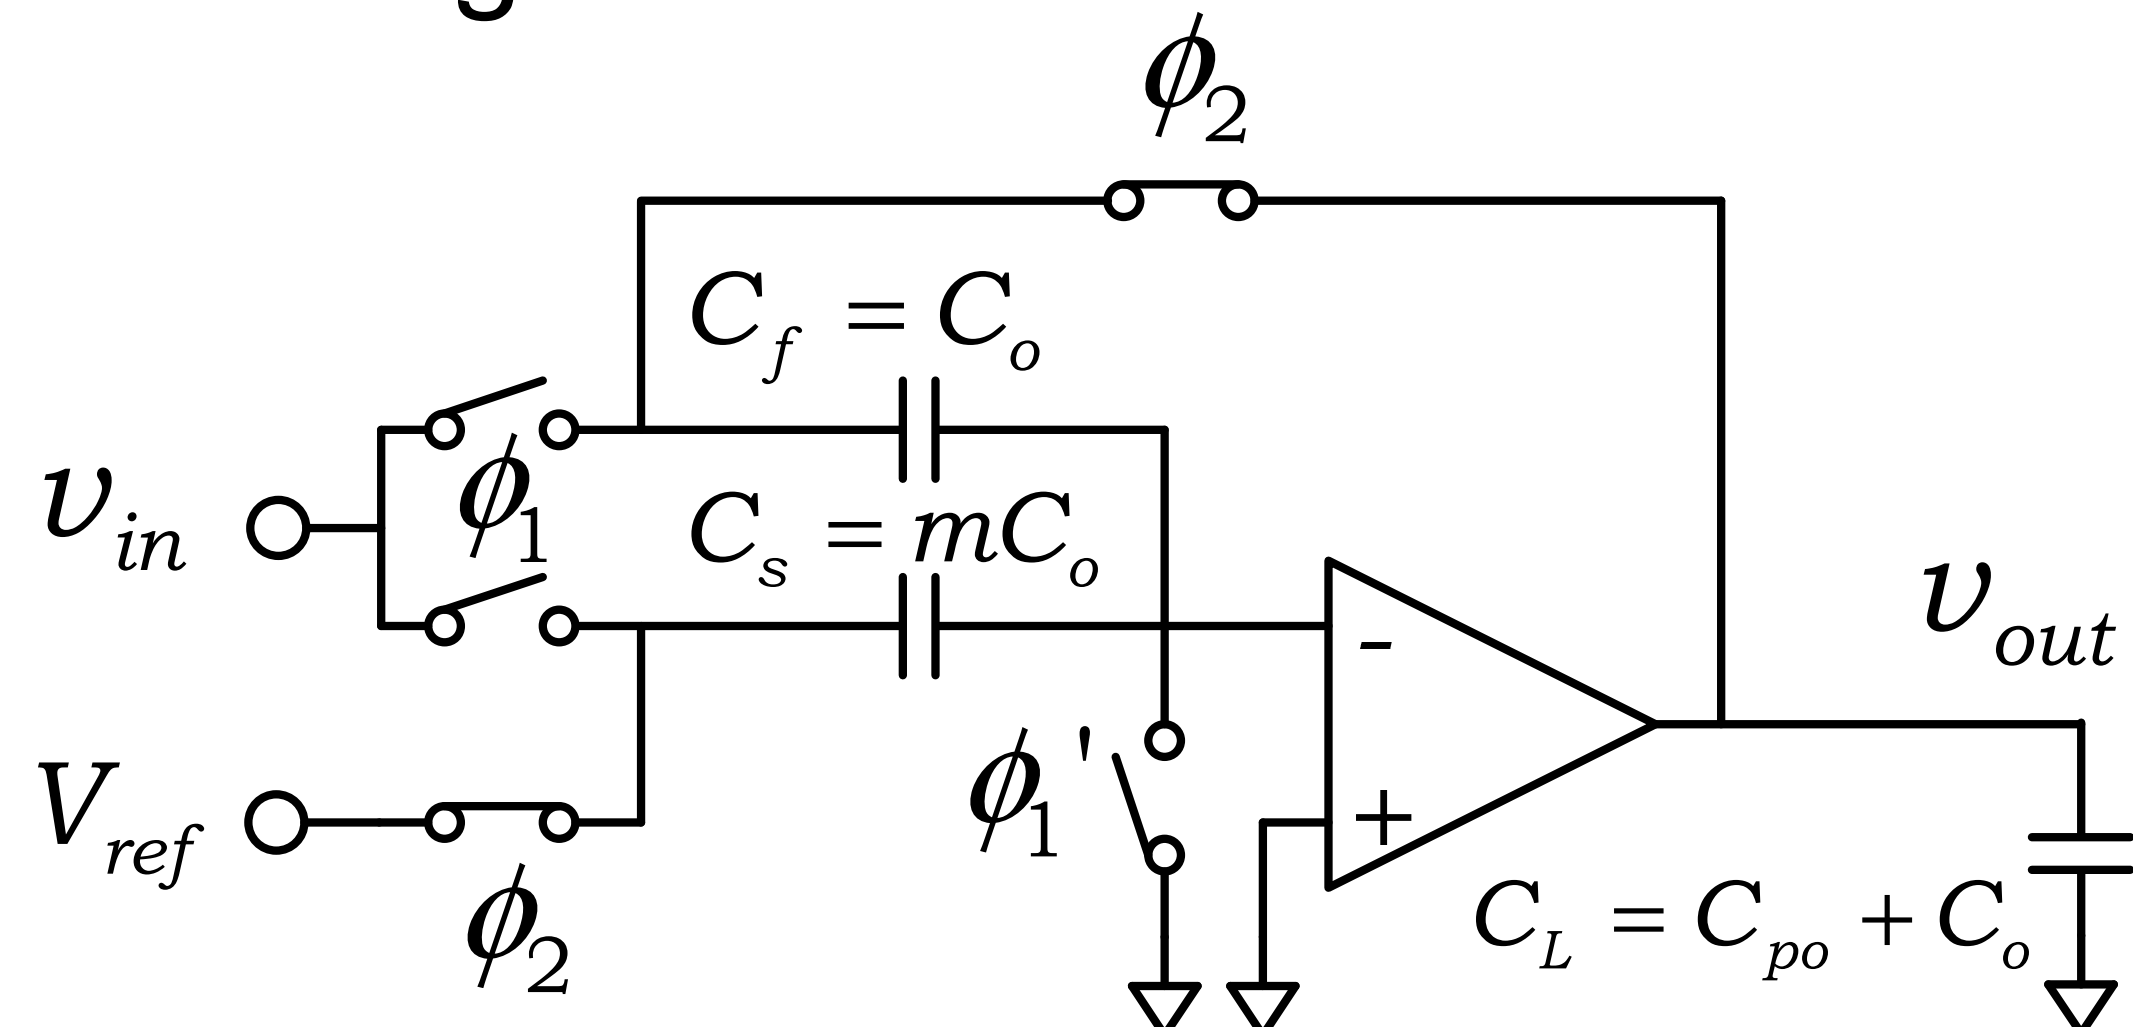 ϕ2
Cf = Co
vin
ϕ1
Cs = mCo
-
vout
Vref
ϕ1'
+
ϕ2
CL = Cpo + Co